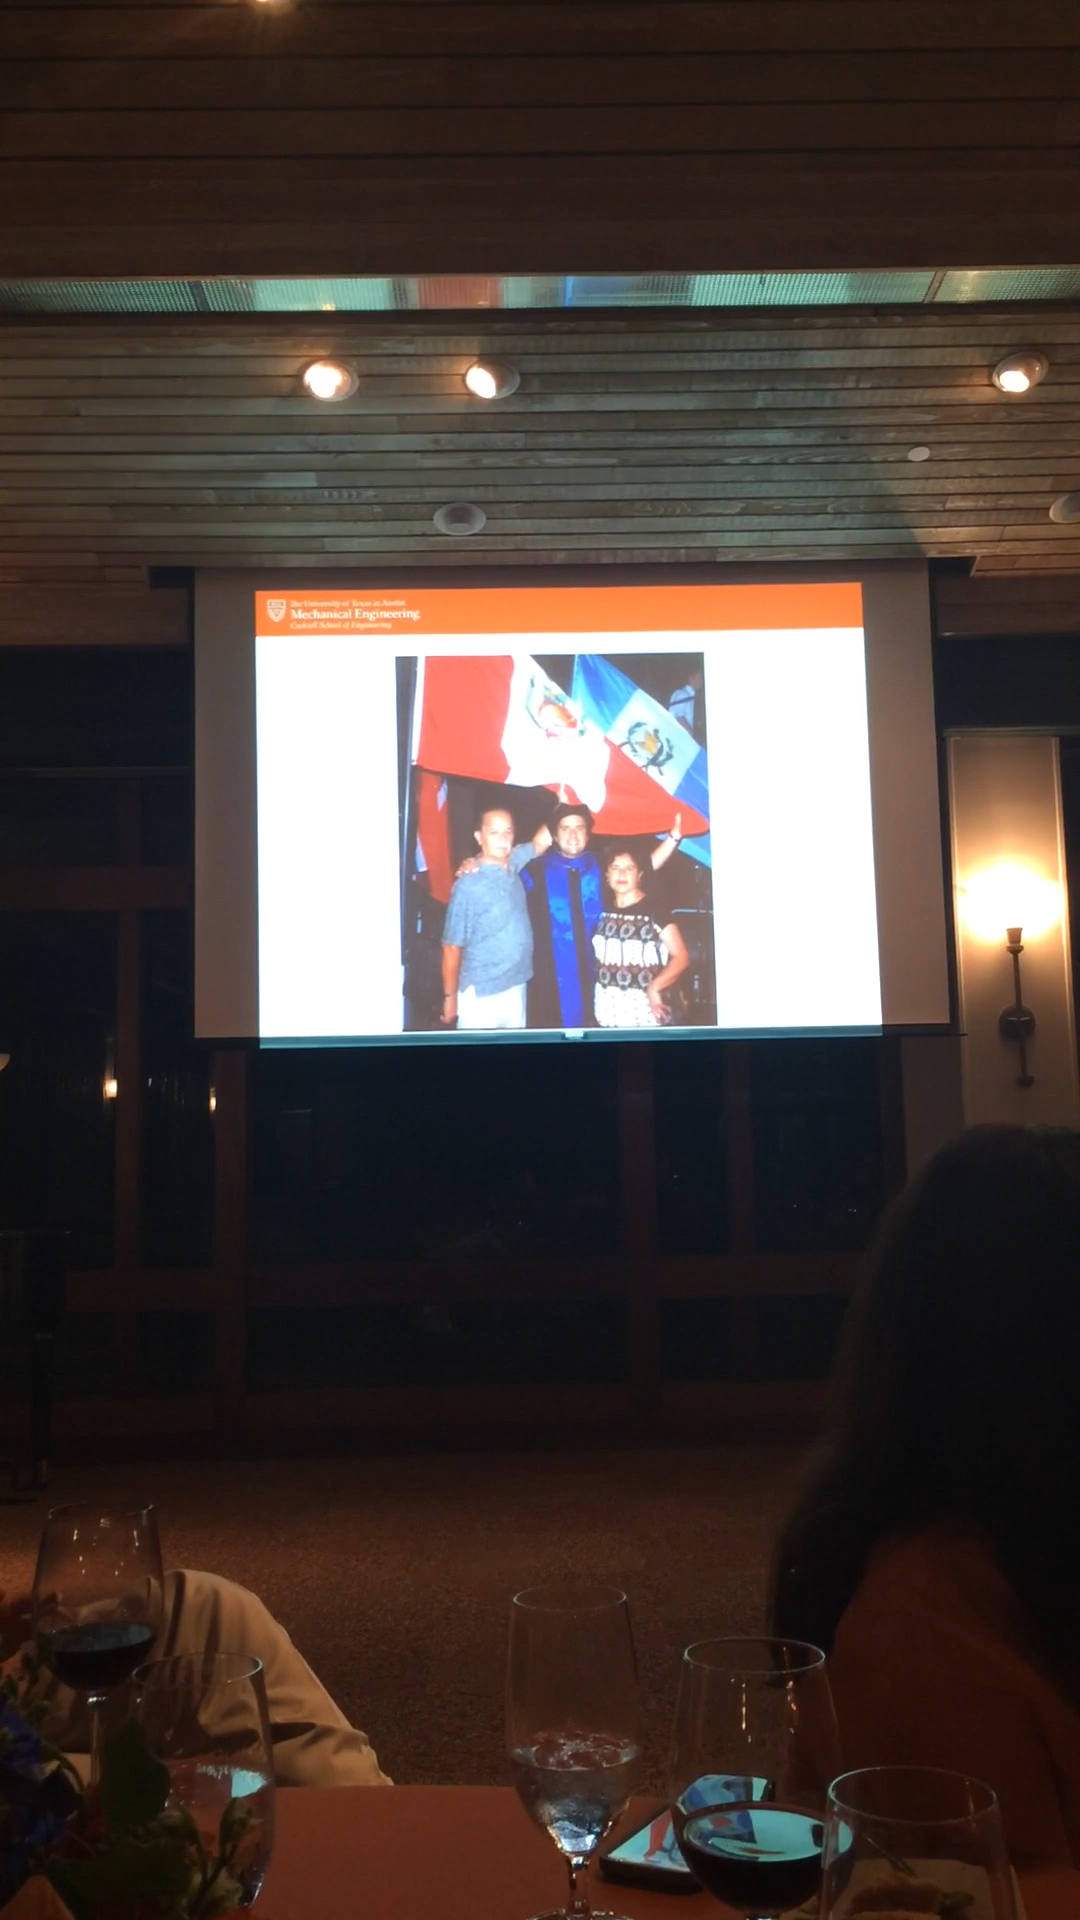 The University of Texas at Austin
Mechanical Engineering
Cockrell School of Engineering